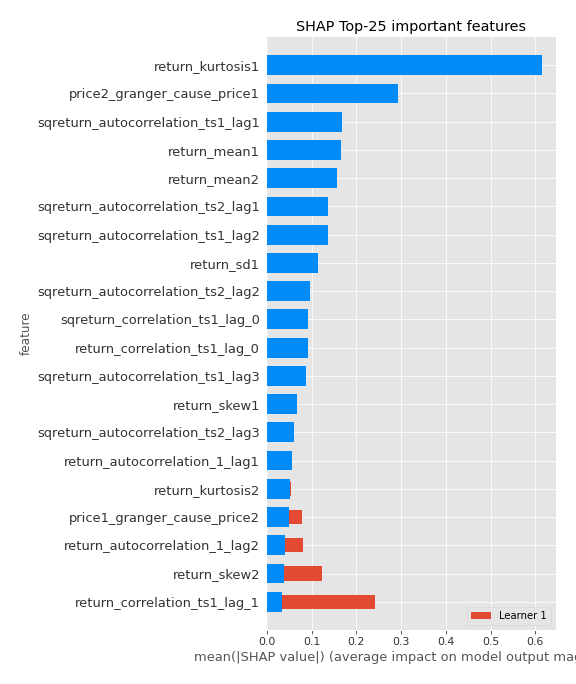 SHAP Top-25 important features
return_kurtosis1
price2_granger_cause_price1
sqreturn_autocorrelation_ts1_lag1
return_mean1
return_mean2
sqreturn_autocorrelation_ts2_lag1
sqreturn_autocorrelation_ts1_lag2
return_sd1
sqreturn_autocorrelation_ts2_lag2
sqreturn_correlation_ts1_lag_0
return_correlation_ts1_lag_0
sqreturn_autocorrelation_ts1_lag3
return_skew1
sqreturn_autocorrelation_ts2_lag3
return_autocorrelation_1_lag1
return_kurtosis2
price1_granger_cause_price2
return_autocorrelation_1_lag2
return_skew2
return_correlation_ts1_lag_1
feature
Learner 1
0.0 0.1 0.2 0.3 0.4 0.5 0.6
mean(|SHAP value|) (average impact on model output mag